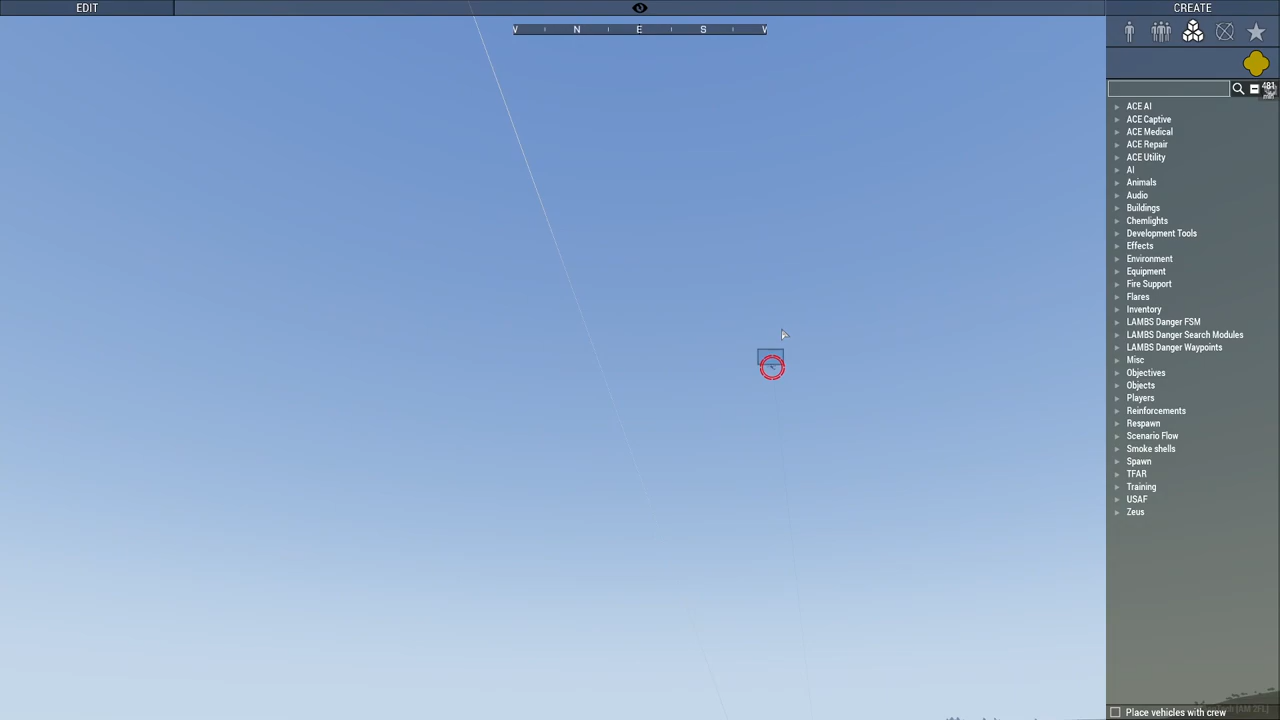 EDIT
V N E S V
CREATE
481
ACE AI
ACE Captive
ACE Medical
ACE Repair
ACE Utility
AI
Animals
Audio
Buildings
Chemlights
Development Tools
Effects
Environment
Equipment
Fire Support
Flares
Inventory
LAMBS Danger FSM
LAMBS Danger Search Modules
LAMBS Danger Waypoints
Misc
Objectives
Objects
Players
Reinforcements
Respawn
Scenario Flow
Smoke shells
Spawn
TFAR
Training
USAF
Zeus
Place vehicles with crew